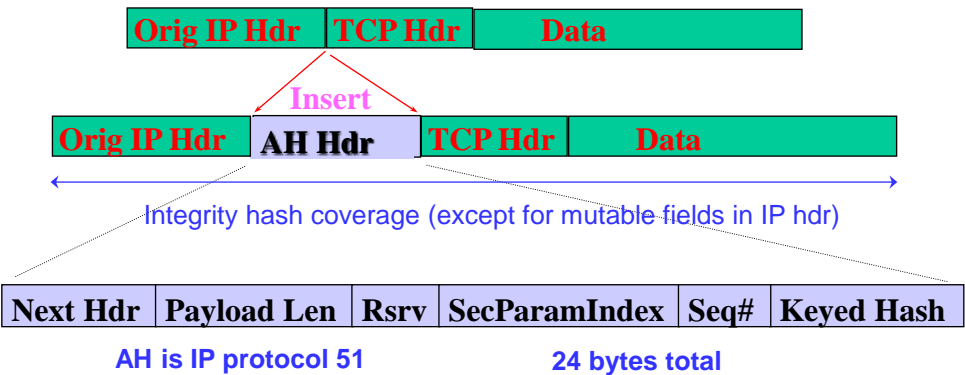 Orig IP Hdr TCP Hdr Data
Insert
Orig IP Hdr AH Hdr TCP Hdr Data
Integrity hash coverage (except for mutable fields in IP hdr)
Next Hdr Payload Len Rsrv SecParamIndex Seq# Keyed Hash
AH is IP protocol 51 24 bytes total